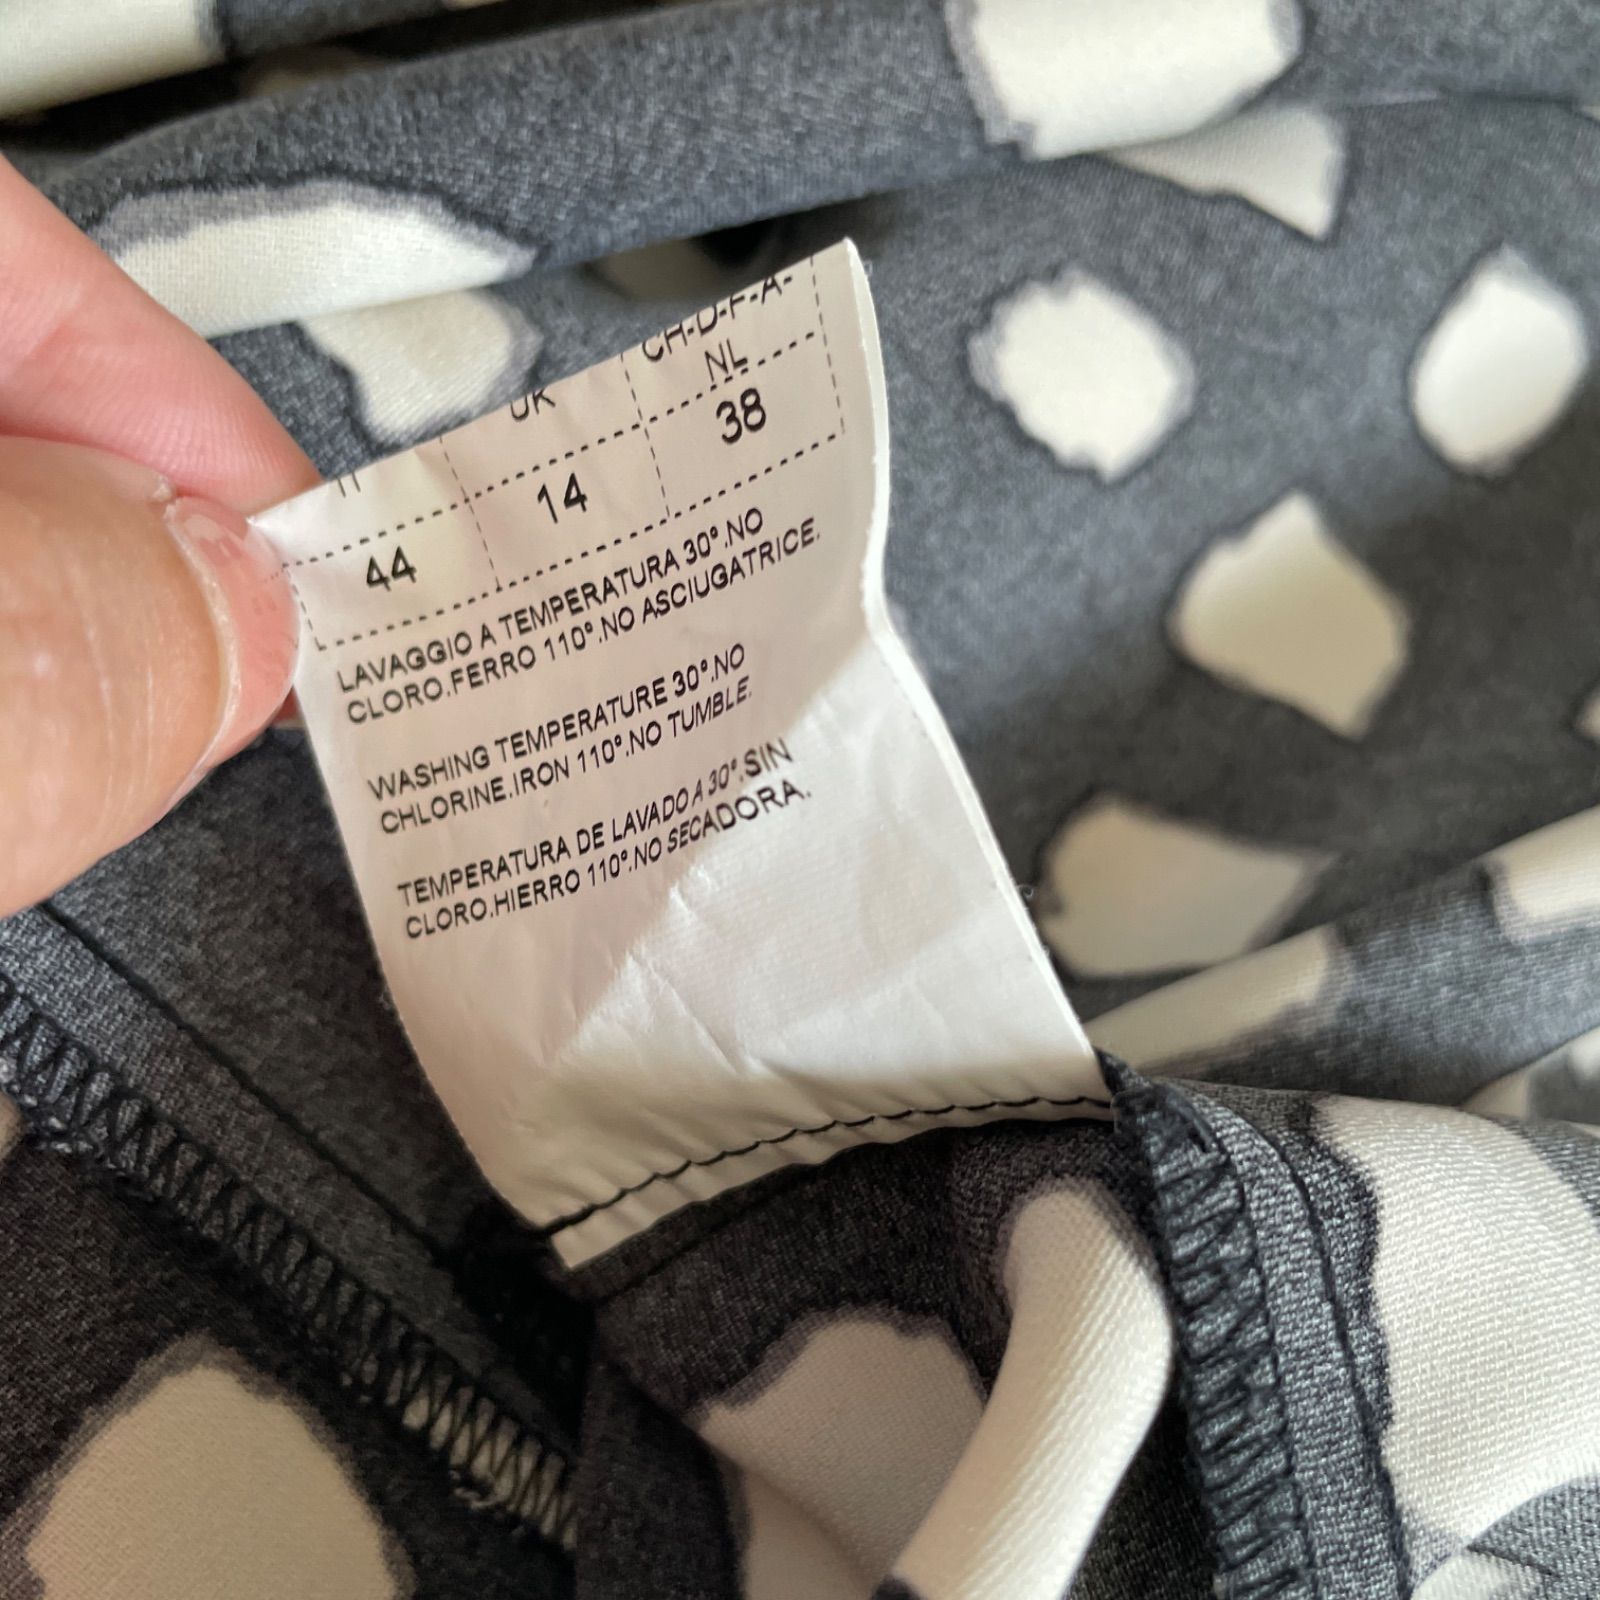 IT UK CH-D-F-A-
NL
44 14 38
LAVAGGIO A TEMPERATURA 30°.NO
CLORO.FERRO 110°.NO ASCIUGATRICE.
WASHING TEMPERATURE 30°.NO
CHLORINE.IRON 110°.NO TUMBLE.
TEMPERATURA DE LAVADO A 30°.SIN
CLORO.HIERRO 110°.NO SECADORA.